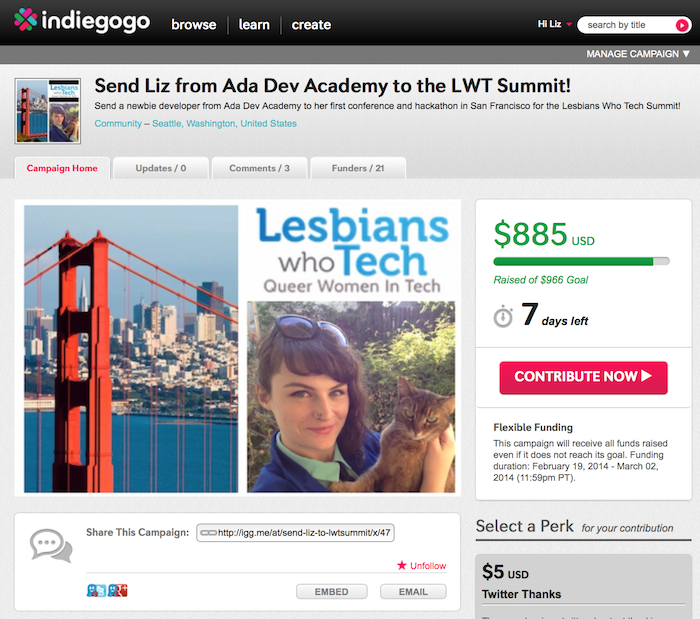 indiegogo
browse
learn
create
Hi Liz
search by title
MANAGE CAMPAIGN
Send Liz from Ada Dev Academy to the LWT Summit!
Send a newbie developer from Ada Dev Academy to her first conference and hackathon in San Francisco for the Lesbians Who Tech Summit!
Community – Seattle, Washington, United States
Campaign Home
Updates / 0
Comments / 3
Funders / 21
Lesbians
who Tech
Queer Women In Tech
$885 USD
Raised of $966 Goal
7 days left
CONTRIBUTE NOW
Flexible Funding
This campaign will receive all funds raised
even if it does not reach its goal. Funding
duration: February 19, 2014 - March 02,
2014 (11:59pm PT).
Share This Campaign:
http://igg.me/at/send-liz-to-lwtsummit/x/47
Unfollow
EMBED
EMAIL
Select a Perk for your contribution
$5 USD
Twitter Thanks